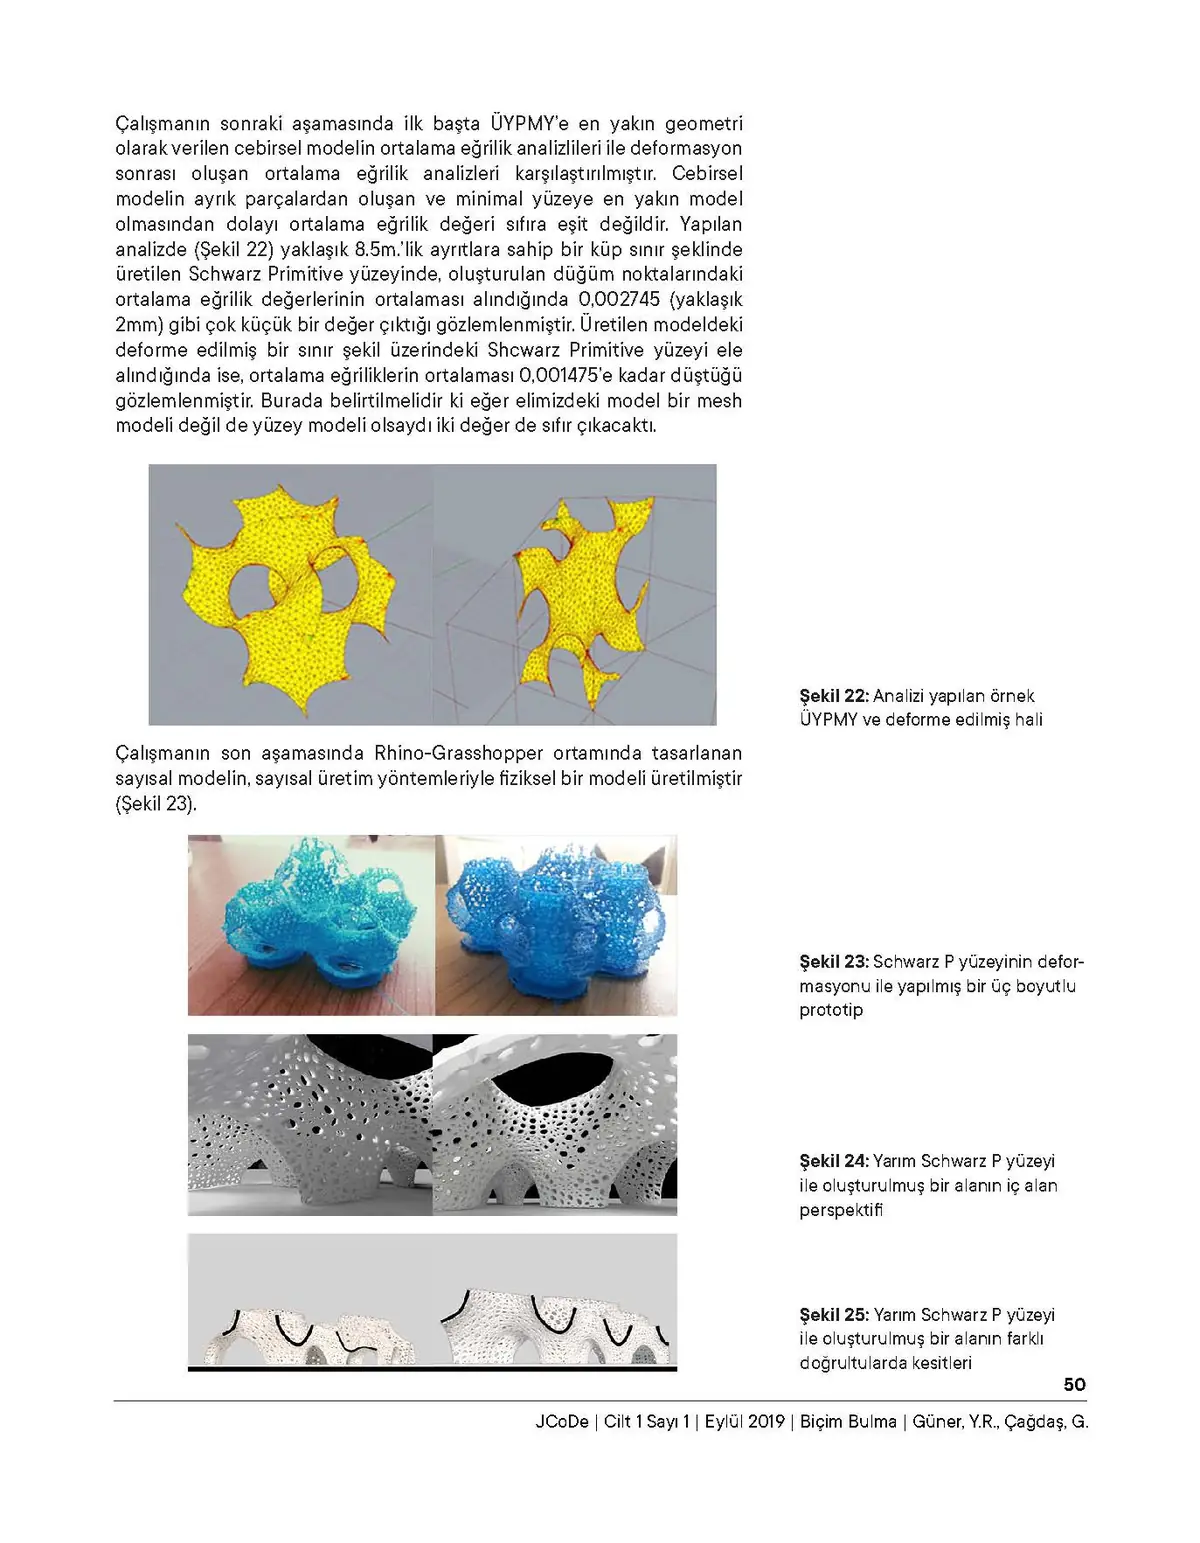 Çalışmanın sonraki aşamasında ilk başta ÜYPMY'e en yakın geometri
olarak verilen cebirsel modelin ortalama eğrilik analizlileri ile deformasyon
sonrası oluşan ortalama eğrilik analizleri karşılaştırılmıştır. Cebirsel
modelin ayrık parçalardan oluşan ve minimal yüzeye en yakın model
olmasından dolayı ortalama eğrilik değeri sıfıra eşit değildir. Yapılan
analizde (Şekil 22) yaklaşık 8.5m.'lik ayrıtlara sahip bir küp sınır şeklinde
üretilen Schwarz Primitive yüzeyinde, oluşturulan düğüm noktalarındaki
ortalama eğrilik değerlerinin ortalaması alındığında 0,002745 (yaklaşık
2mm) gibi çok küçük bir değer çıktığı gözlemlenmiştir. Üretilen modeldeki
deforme edilmiş bir sınır şekil üzerindeki Shcwarz Primitive yüzeyi ele
alındığında ise, ortalama eğriliklerin ortalaması 0,001475'e kadar düştüğü
gözlemlenmiştir. Burada belirtilmelidir ki eğer elimizdeki model bir mesh
modeli değil de yüzey modeli olsaydı iki değer de sıfır çıkacaktı.
Şekil 22: Analizi yapılan örnek
ÜYPMY ve deforme edilmiş hali
Çalışmanın son aşamasında Rhino-Grasshopper ortamında tasarlanan
sayısal modelin, sayısal üretim yöntemleriyle fiziksel bir modeli üretilmiştir
(Şekil 23).
Şekil 23: Schwarz P yüzeyinin defor-
masyonu ile yapılmış bir üç boyutlu
prototip
Şekil 24: Yarım Schwarz P yüzeyi
ile oluşturulmuş bir alanın iç alan
perspektifi
Şekil 25: Yarım Schwarz P yüzeyi
ile oluşturulmuş bir alanın farklı
doğrultularda kesitleri
50
JCoDe | Cilt 1 Sayı 1 | Eylül 2019 | Biçim Bulma | Güner, Y.R., Çağdaş, G.